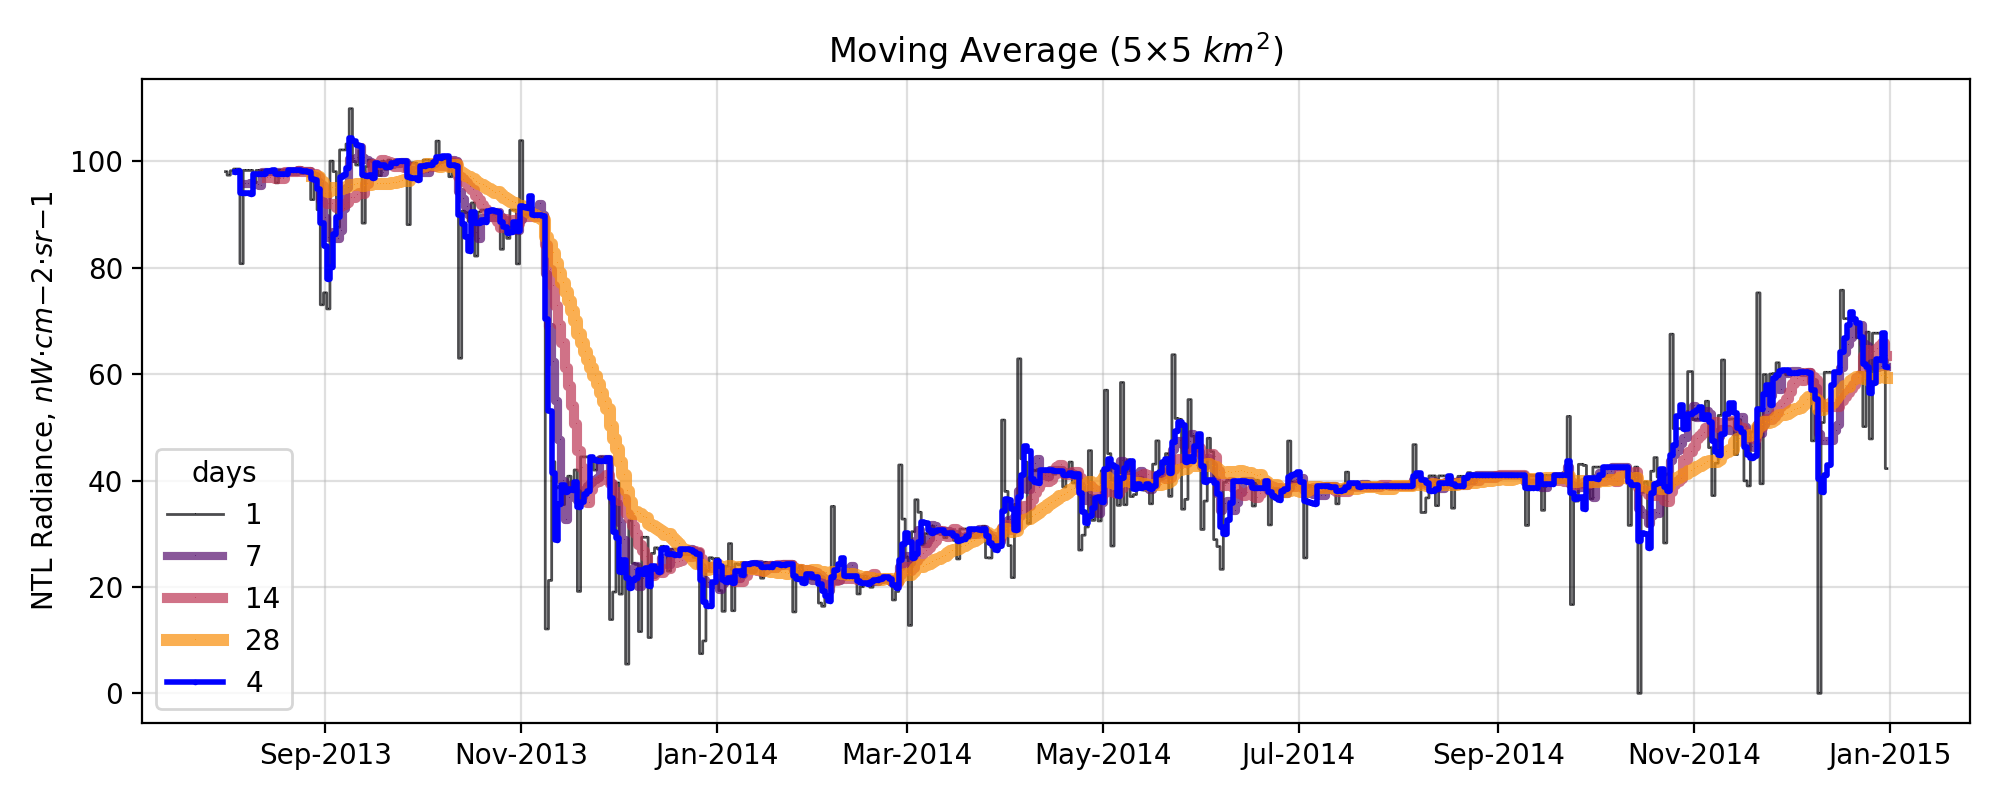 Moving Average (5×5 km²)
NTL Radiance, nW·cm−2·sr−1
100
80
60
40
20
0
days
1
7
14
28
4
Sep-2013
Nov-2013
Jan-2014
Mar-2014
May-2014
Jul-2014
Sep-2014
Nov-2014
Jan-2015